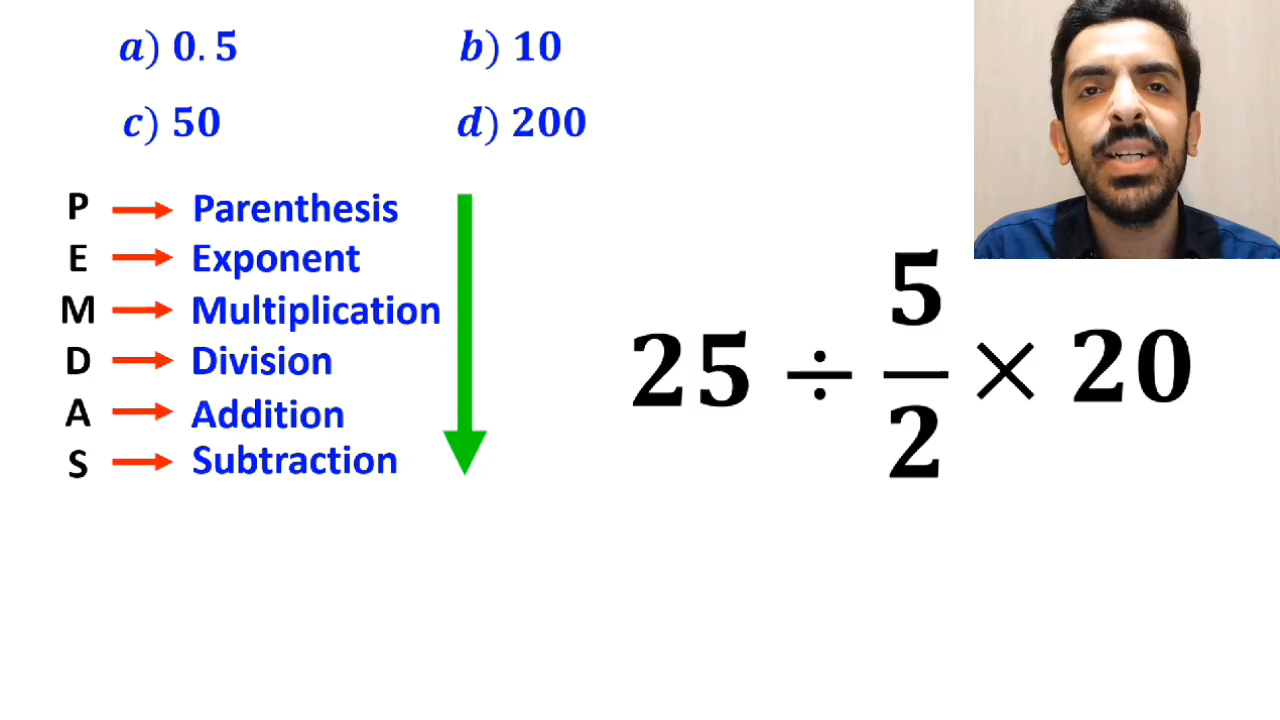 a) 0.5 b) 10
c) 50 d) 200
P → Parenthesis
E → Exponent
M → Multiplication
D → Division
A → Addition
S → Subtraction
25 ÷ 5/2 × 20